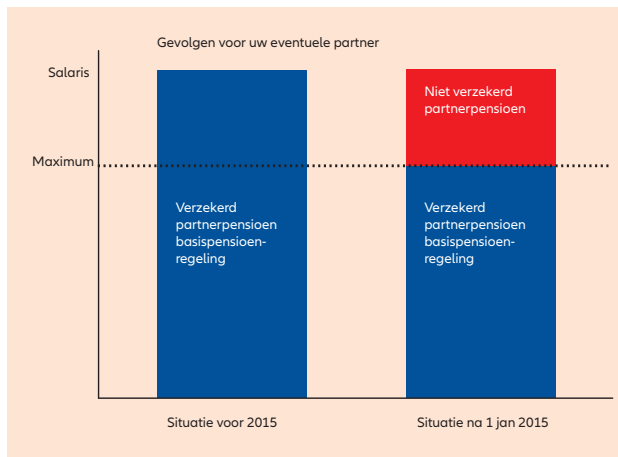 Gevolgen voor uw eventuele partner
Salaris
Niet verzekerd
partnerpensioen
Maximum
Verzekerd
partnerpensioen
basispensioen-
regeling
Verzekerd
partnerpensioen
basispensioen-
regeling
Situatie voor 2015
Situatie na 1 jan 2015